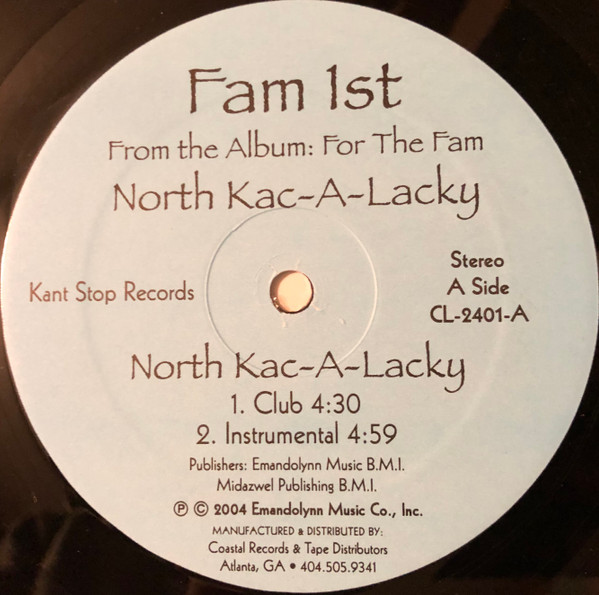 Fam 1st
From the Album: For The Fam
North Kac-A-Lacky
Kant Stop Records
Stereo
A Side
CL-2401-A
North Kac-A-Lacky
1. Club 4:30
2. Instrumental 4:59
Publishers: Emandolynn Music B.M.I.
Midazwel Publishing B.M.I.
Ⓟ © 2004 Emandolynn Music Co., Inc.
MANUFACTURED & DISTRIBUTED BY:
Coastal Records & Tape Distributors
Atlanta, GA • 404.505.9341